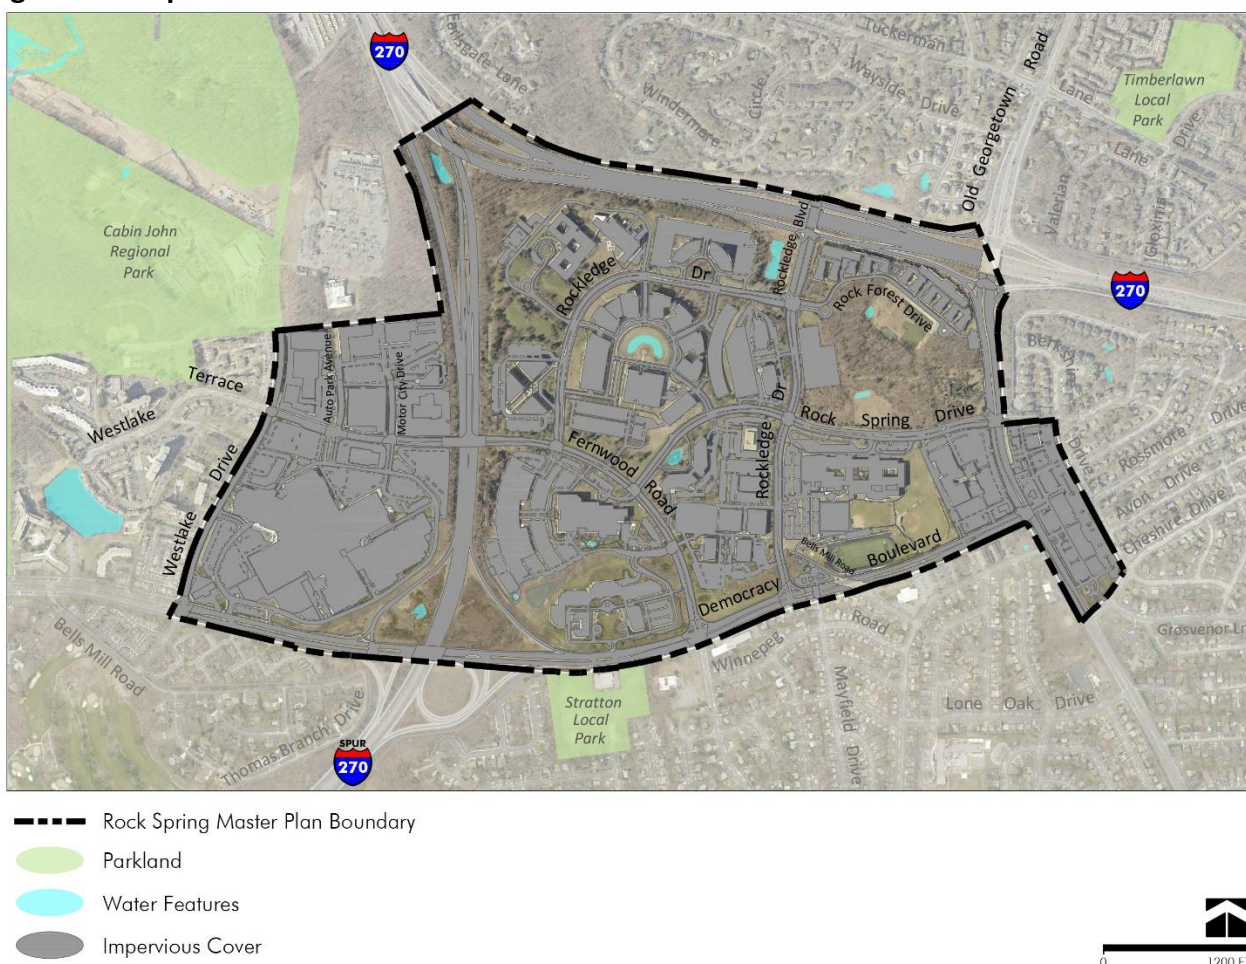 270
Earlsgate Lane
Tuckerman
Lane
Wayside Drive
Windermere
Circle
Old Georgetown Road
Timberlawn
Local
Park
Lane
Drive
Valerian
Gloxinia
Cabin John
Regional
Park
Rockledge
Dr
Rockledge Blvd
270
Rock Forest Drive
Berkshire
Drive
Auto Park Avenue
Motor City Drive
Terrace
Westlake
Westlake Drive
Fernwood
Road
Rockledge Dr
Rock Spring Drive
Rossmore Drive
Avon Drive
Cheshire Drive
Bells Mill Road
Democracy Boulevard
Bells Mill Road
Winnepeg
Road
Grosvenor Ln
Stratton
Local
Park
Mayfield Drive
Lone Oak Drive
Thomas Branch Drive
SPUR
270
Rock Spring Master Plan Boundary
Parkland
Water Features
Impervious Cover
0 1200